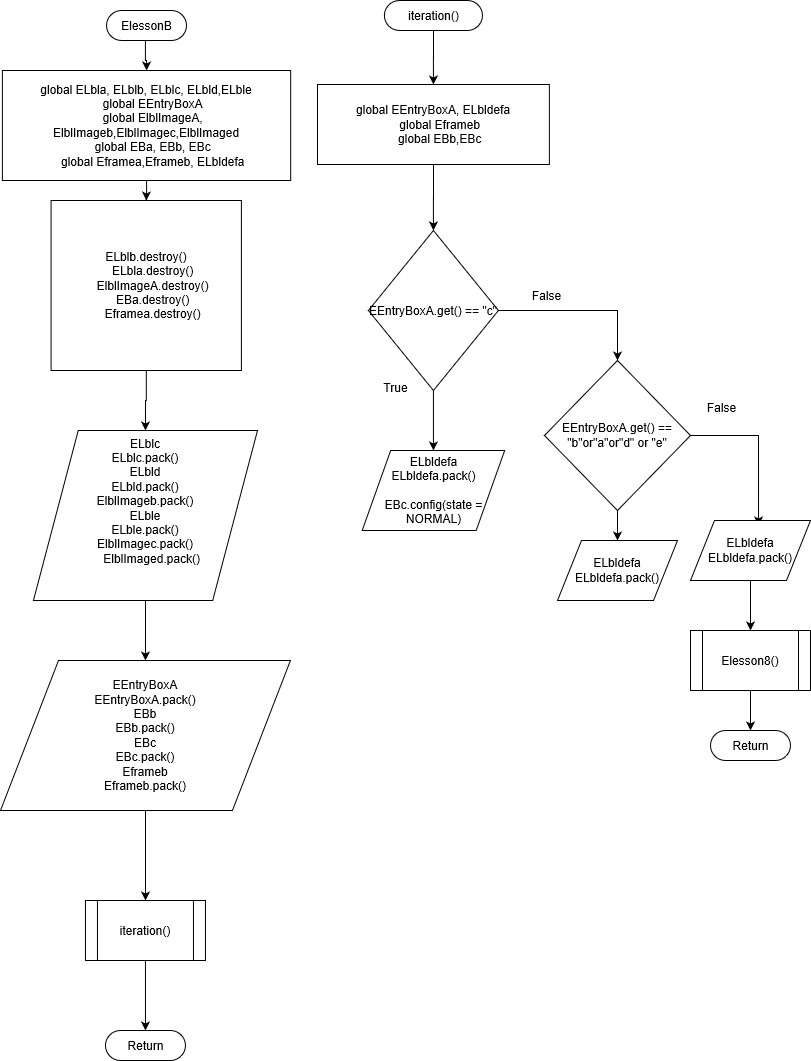 ElessonB
global ELbla, ELblb, ELblc, ELbld,ELble
global EEntryBoxA
global ElblImageA,
ElblImageb,ElblImagec,ElblImaged
global EBa, EBb, EBc
global Eframea,Eframeb, ELbldefa
ELblb.destroy()
ELbla.destroy()
ElblImageA.destroy()
EBa.destroy()
Eframea.destroy()
ELblc
ELblc.pack()
ELbld
ELbld.pack()
ElblImageb.pack()
ELble
ELble.pack()
ElblImagec.pack()
ElblImaged.pack()
EEntryBoxA
EEntryBoxA.pack()
EBb
EBb.pack()
EBc
EBc.pack()
Eframeb
Eframeb.pack()
iteration()
Return
iteration()
global EEntryBoxA, ELbldefa
global Eframeb
global EBb,EBc
EEntryBoxA.get() == "c"
False
True
ELbldefa
ELbldefa.pack()
EBc.config(state =
NORMAL)
EEntryBoxA.get() ==
"b"or"a"or"d" or "e"
False
ELbldefa
ELbldefa.pack()
ELbldefa
ELbldefa.pack()
Elesson8()
Return